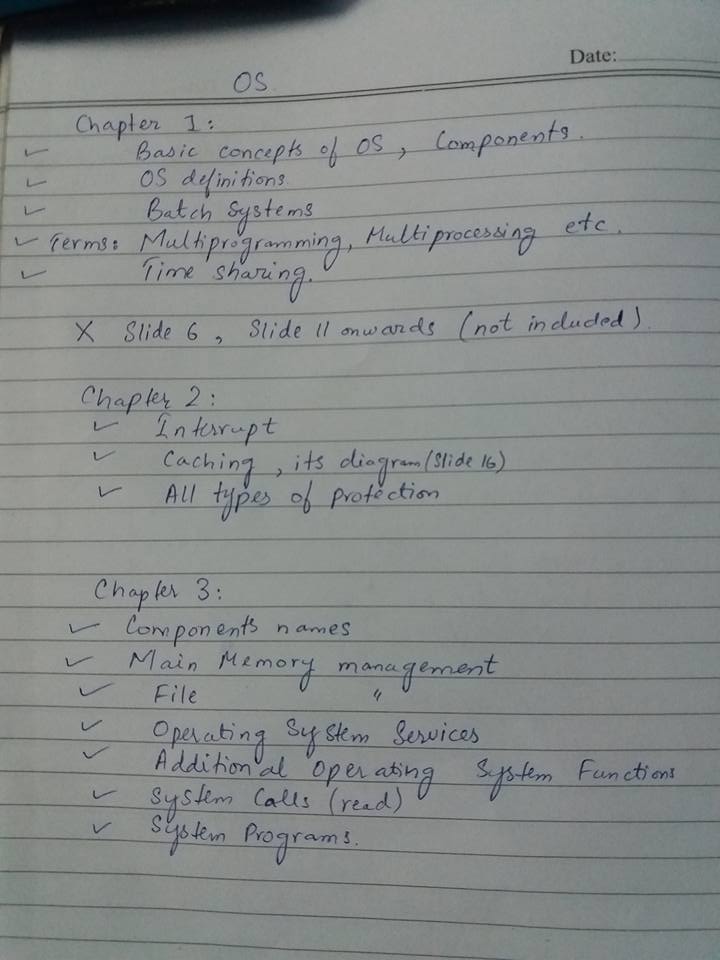 Date:
OS
Chapter 1:
✓ Basic concepts of OS, Components.
✓ OS definitions
✓ Batch Systems
✓ Terms: Multiprogramming, Multiprocessing etc.
✓ Time sharing.
X Slide 6, Slide 11 onwards (not included).
Chapter 2:
✓ Interrupt
✓ Caching, its diagram (Slide 16)
✓ All types of protection
Chapter 3:
✓ Components names
✓ Main Memory management
✓ File "
✓ Operating System Services
✓ Additional Operating System Functions
✓ System Calls (read)
✓ System Programs.